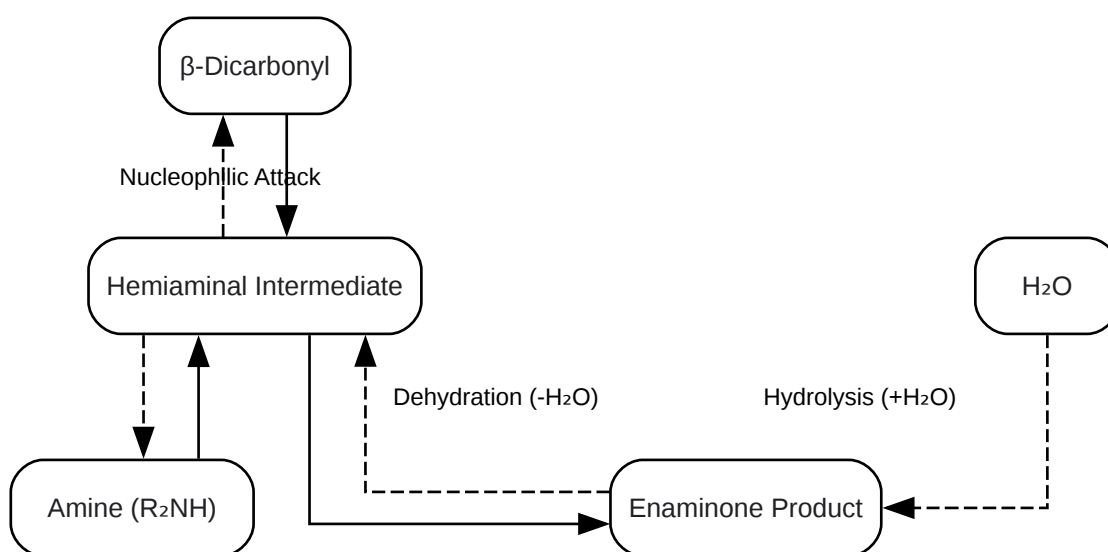 β-Dicarbonyl
Nucleophilic Attack
Hemiaminal Intermediate
H₂O
Dehydration (-H₂O)
Hydrolysis (+H₂O)
Amine (R₂NH)
Enaminone Product